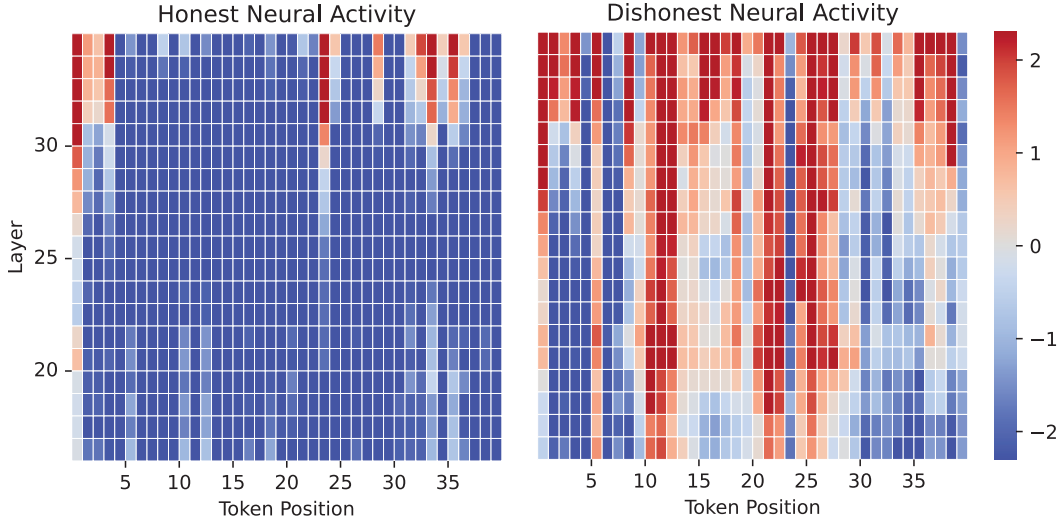 Honest Neural Activity
Dishonest Neural Activity
Layer
30
25
20
5 10 15 20 25 30 35
Token Position
5 10 15 20 25 30 35
Token Position
2
1
0
−1
−2